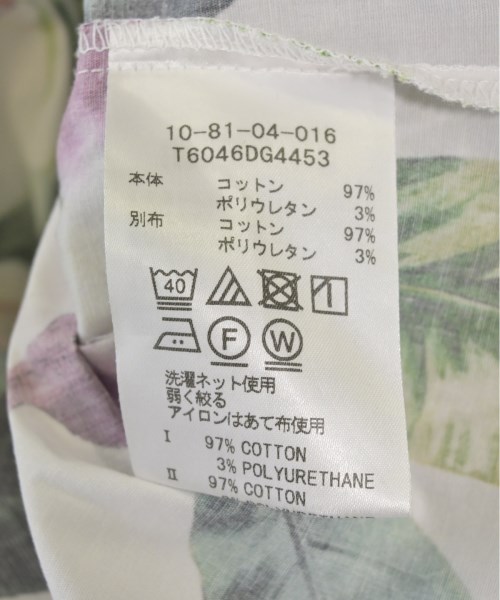 10-81-04-016
T6046DG4453
本体 コットン 97%
ポリウレタン 3%
別布 コットン 97%
ポリウレタン 3%
40
F W
洗濯ネット使用
弱く絞る
アイロンはあて布使用
I 97% COTTON
3% POLYURETHANE
II 97% COTTON